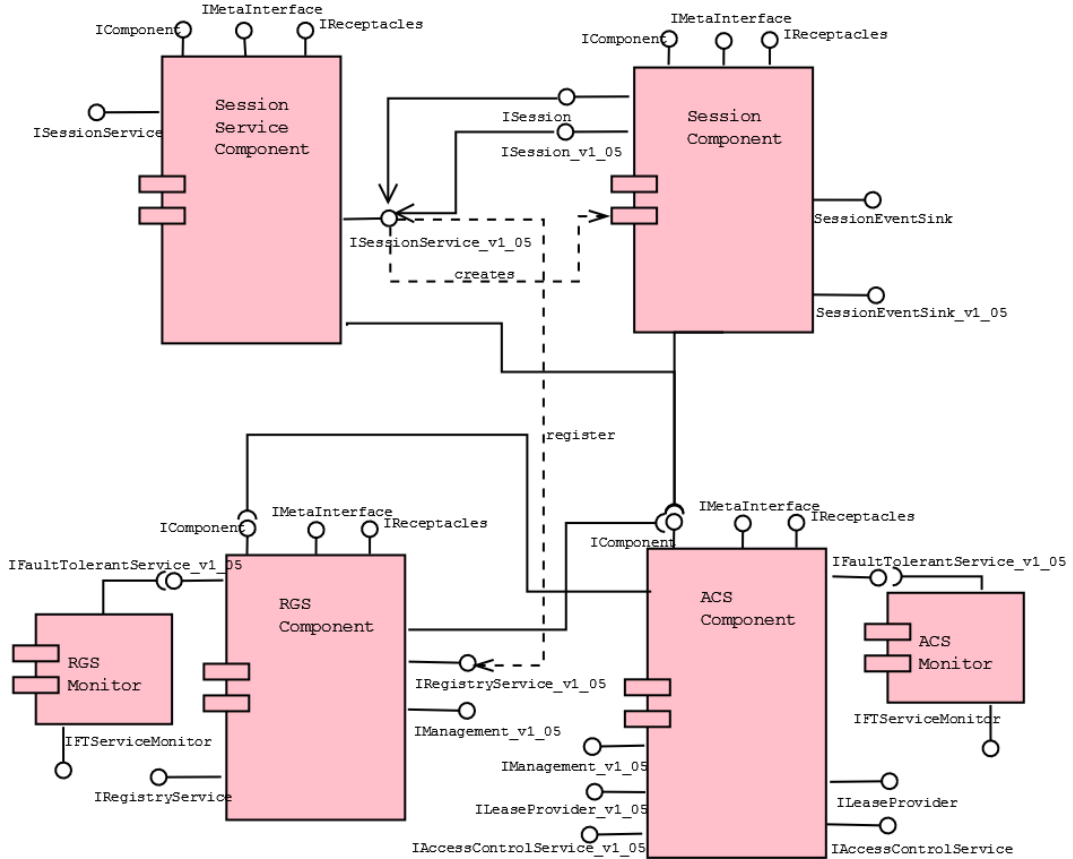 IMetaInterface
IComponent
IReceptacles
IMetaInterface
IComponent
IReceptacles
Session
Service
Component
ISessionService
ISession
ISession_v1_05
Session
Component
SessionEventSink
ISessionService_v1_05
creates
SessionEventSink_v1_05
register
IMetaInterface
IComponent
IReceptacles
IMetaInterface
IReceptacles
IComponent
IFaultTolerantService_v1_05
IFaultTolerantService_v1_05
RGS
Component
ACS
Component
RGS
Monitor
ACS
Monitor
IRegistryService_v1_05
IManagement_v1_05
IFTServiceMonitor
IFTServiceMonitor
IRegistryService
IManagement_v1_05
ILeaseProvider_v1_05
ILeaseProvider
IAccessControlService_v1_05
IAccessControlService